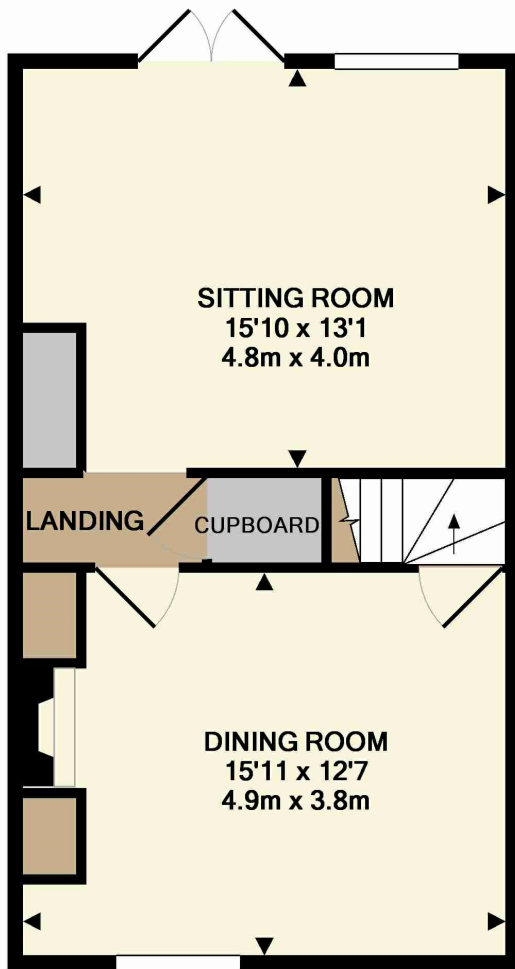 SITTING ROOM
15'10 x 13'1
4.8m x 4.0m
LANDING
CUPBOARD
DINING ROOM
15'11 x 12'7
4.9m x 3.8m